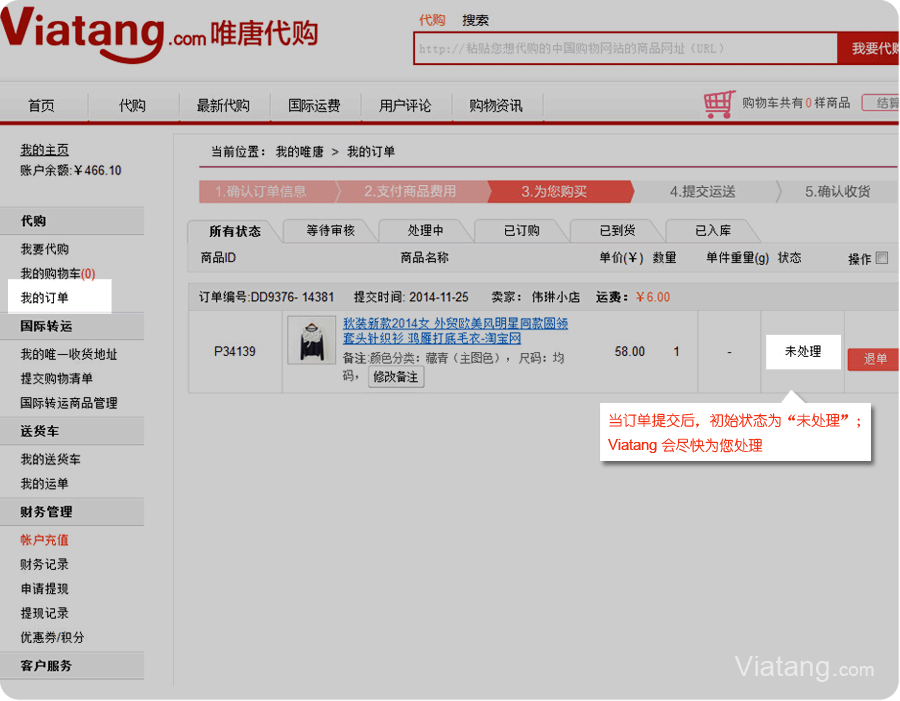 Viatang.com 唯唐代购
代购 搜索
http://粘贴您想代购的中国购物网站的商品网址（URL）
我要代购
首页 代购 最新代购 国际运费 用户评论 购物资讯
购物车共有0样商品 结算
我的主页
账户余额:￥466.10
当前位置： 我的唯唐 > 我的订单
1.确认订单信息 2.支付商品费用 3.为您购买 4.提交运送 5.确认收货
代购
我要代购
我的购物车(0)
我的订单
国际转运
我的唯一收货地址
提交购物清单
国际转运商品管理
送货车
我的送货车
我的运单
财务管理
帐户充值
财务记录
申请提现
提现记录
优惠券/积分
客户服务
所有状态 等待审核 处理中 已订购 已到货 已入库
商品ID 商品名称 单价(￥) 数量 单件重量(g) 状态 操作
订单编号:DD9376- 14381 提交时间: 2014-11-25 卖家： 伟琳小店 运费：￥6.00
P34139
秋装新款2014女 外贸欧美风明星同款圆领
套头针织衫 鸿雁打底毛衣-淘宝网
备注:颜色分类：藏青（主图色），尺码：均
码， 修改备注
58.00 1 - 未处理 退单
当订单提交后，初始状态为“未处理”；
Viatang 会尽快为您处理
Viatang.com